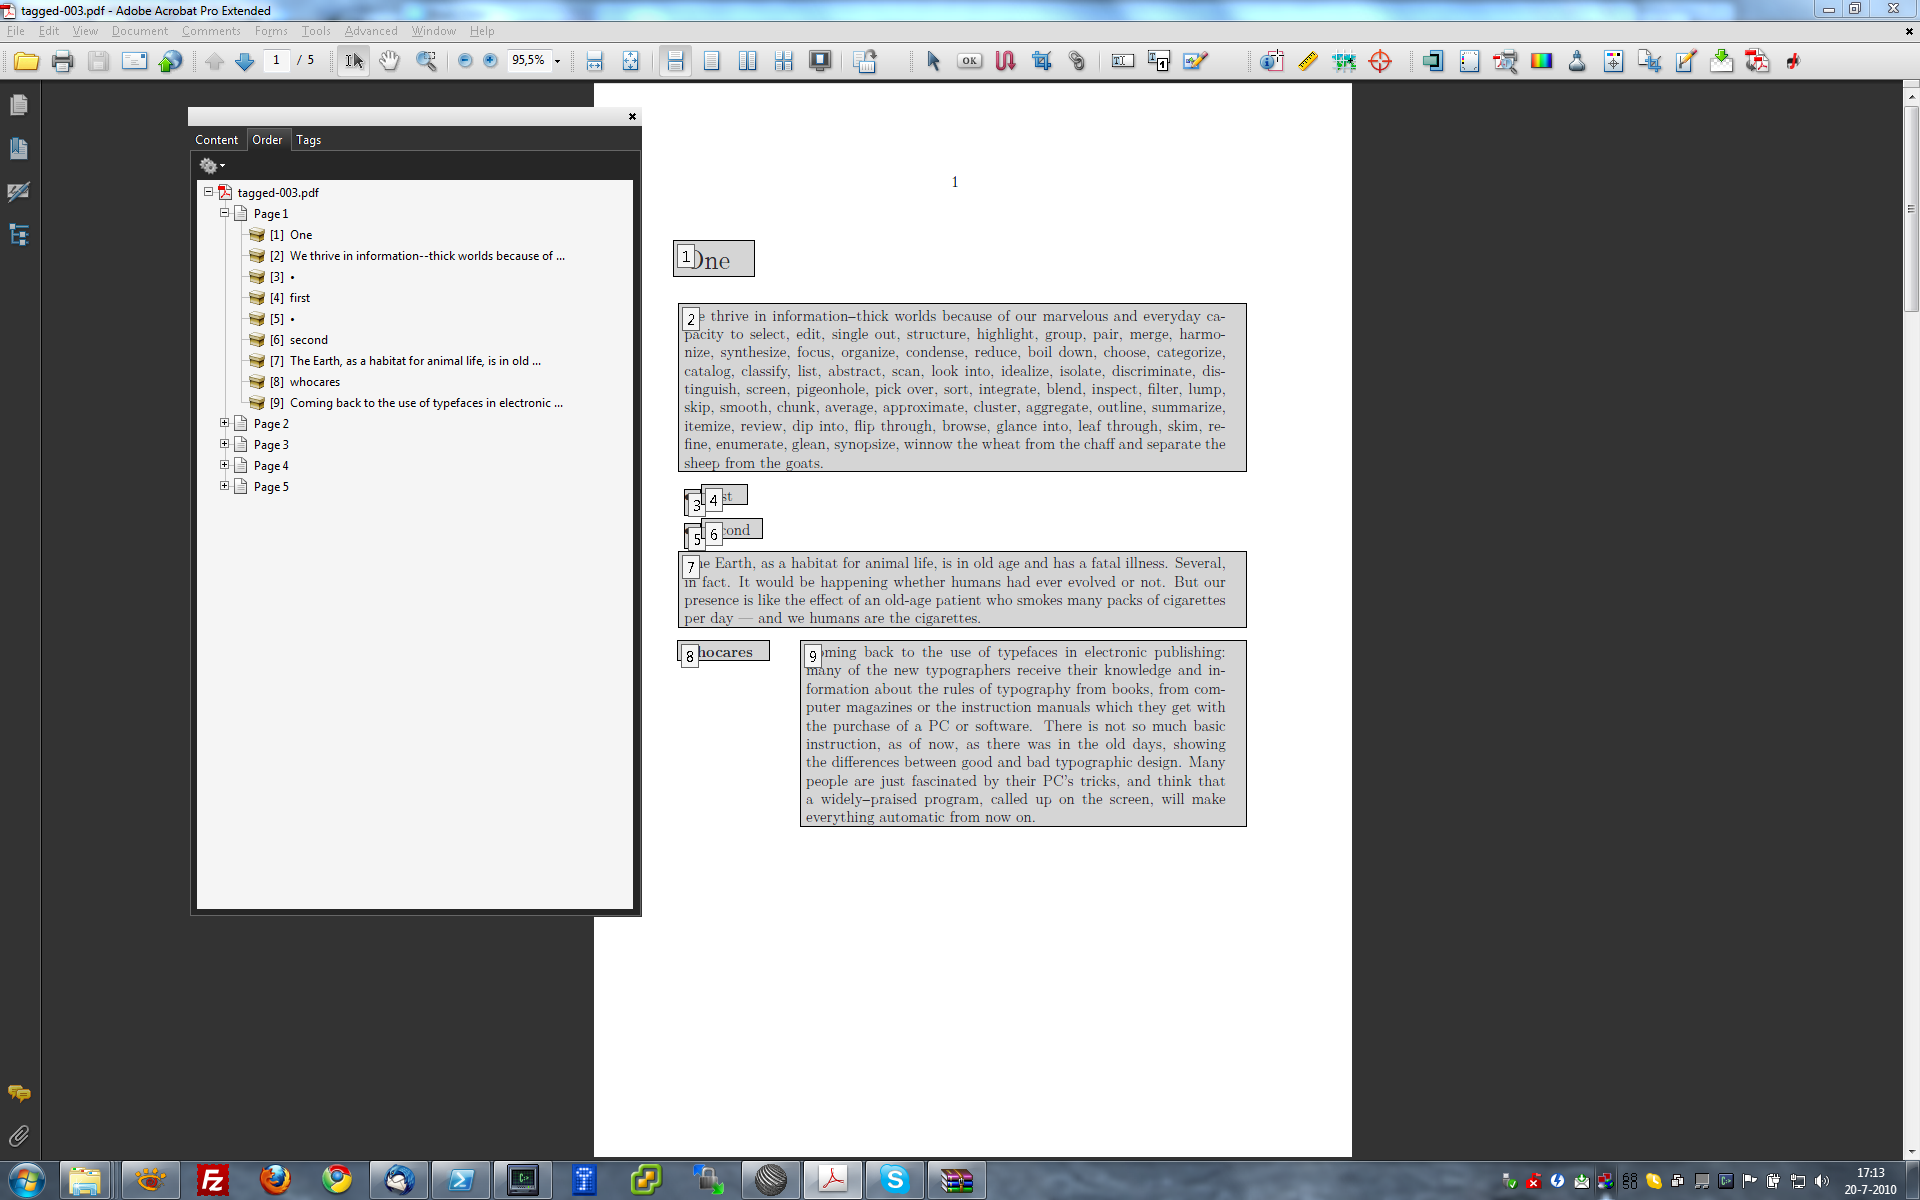 tagged-003.pdf - Adobe Acrobat Pro Extended
File Edit View Document Comments Forms Tools Advanced Window Help
1 / 5 95,5% OK
Content Order Tags
tagged-003.pdf
Page 1
[1] One
[2] We thrive in information--thick worlds because of ...
[3] •
[4] first
[5] •
[6] second
[7] The Earth, as a habitat for animal life, is in old ...
[8] whocares
[9] Coming back to the use of typefaces in electronic ...
Page 2
Page 3
Page 4
Page 5
1
1 One
2 e thrive in information–thick worlds because of our marvelous and everyday ca-
pacity to select, edit, single out, structure, highlight, group, pair, merge, harmo-
nize, synthesize, focus, organize, condense, reduce, boil down, choose, categorize,
catalog, classify, list, abstract, scan, look into, idealize, isolate, discriminate, dis-
tinguish, screen, pigeonhole, pick over, sort, integrate, blend, inspect, filter, lump,
skip, smooth, chunk, average, approximate, cluster, aggregate, outline, summarize,
itemize, review, dip into, flip through, browse, glance into, leaf through, skim, re-
fine, enumerate, glean, synopsize, winnow the wheat from the chaff and separate the
sheep from the goats.
3 4 st
5 6 cond
7 he Earth, as a habitat for animal life, is in old age and has a fatal illness. Several,
in fact. It would be happening whether humans had ever evolved or not. But our
presence is like the effect of an old-age patient who smokes many packs of cigarettes
per day — and we humans are the cigarettes.
8 hocares
9 oming back to the use of typefaces in electronic publishing:
many of the new typographers receive their knowledge and in-
formation about the rules of typography from books, from com-
puter magazines or the instruction manuals which they get with
the purchase of a PC or software. There is not so much basic
instruction, as of now, as there was in the old days, showing
the differences between good and bad typographic design. Many
people are just fascinated by their PC's tricks, and think that
a widely–praised program, called up on the screen, will make
everything automatic from now on.
17:13
20-7-2010